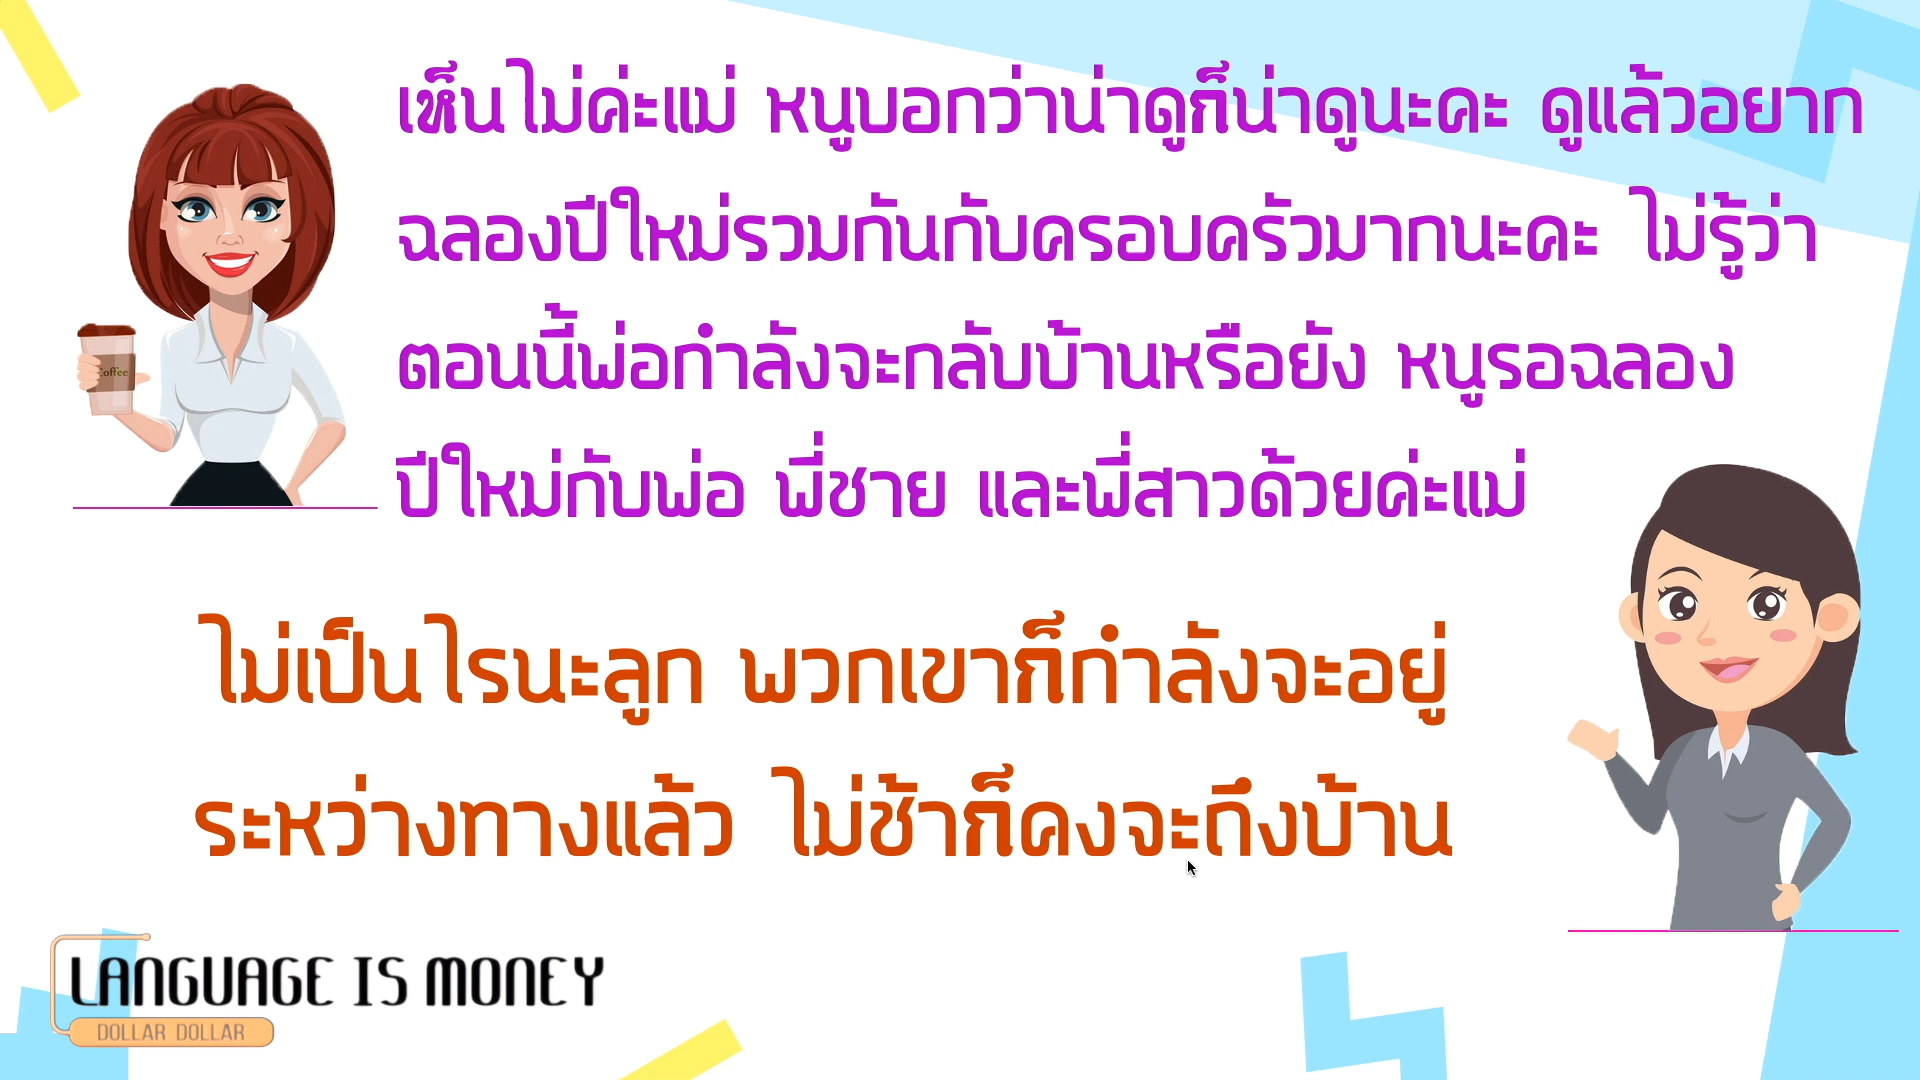 เห็นไม่ค่ะแม่ หนูบอกว่าน่าดูก็น่าดูนะคะ ดูแล้วอยาก
ฉลองปีใหม่รวมกันกับครอบครัวมากนะคะ ไม่รู้ว่า
ตอนนี้พ่อกำลังจะกลับบ้านหรือยัง หนูรอฉลอง
ปีใหม่กับพ่อ พี่ชาย และพี่สาวด้วยค่ะแม่
Coffee
ไม่เป็นไรนะลูก พวกเขาก็กำลังจะอยู่
ระหว่างทางแล้ว ไม่ช้าก็คงจะถึงบ้าน
LANGUAGE IS MONEY
DOLLAR DOLLAR